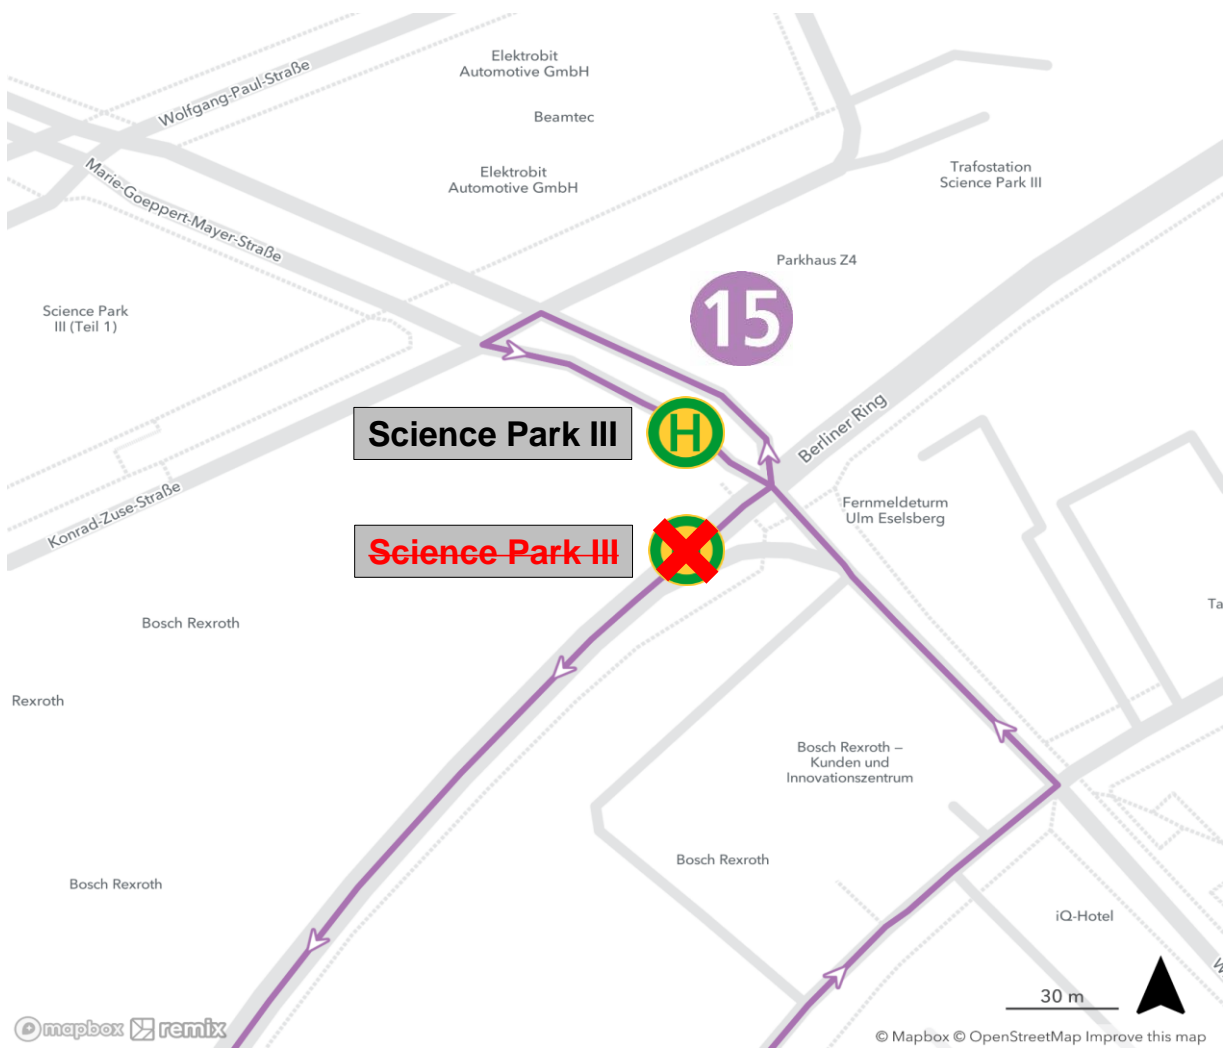 Elektrobit
Automotive GmbH
Wolfgang-Paul-Straße
Beamtec
Marie-Goeppert-Mayer-Straße
Elektrobit
Automotive GmbH
Trafostation
Science Park III
Parkhaus Z4
Science Park
III (Teil 1)
15
Berliner Ring
Science Park III
H
Konrad-Zuse-Straße
Fernmeldeturm
Ulm Eselsberg
Science Park III
Ta
Bosch Rexroth
Rexroth
Bosch Rexroth –
Kunden und
Innovationszentrum
Bosch Rexroth
Bosch Rexroth
iQ-Hotel
W
30 m
mapbox remix
© Mapbox © OpenStreetMap Improve this map